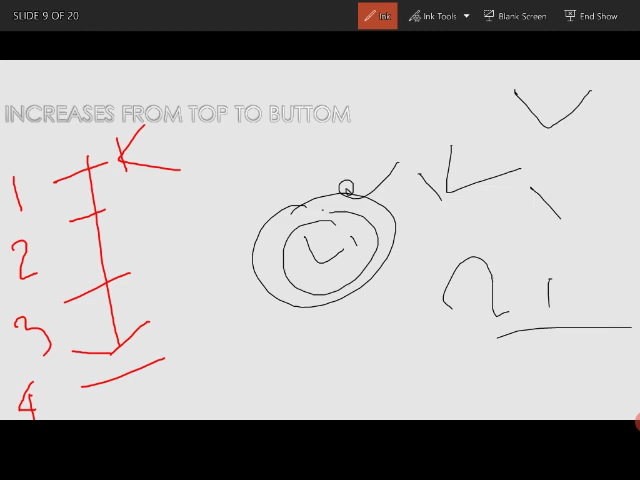 SLIDE 9 OF 20
Ink
Ink Tools
Blank Screen
End Show
INCREASES FROM TOP TO BUTTOM
K
1
2
3
4